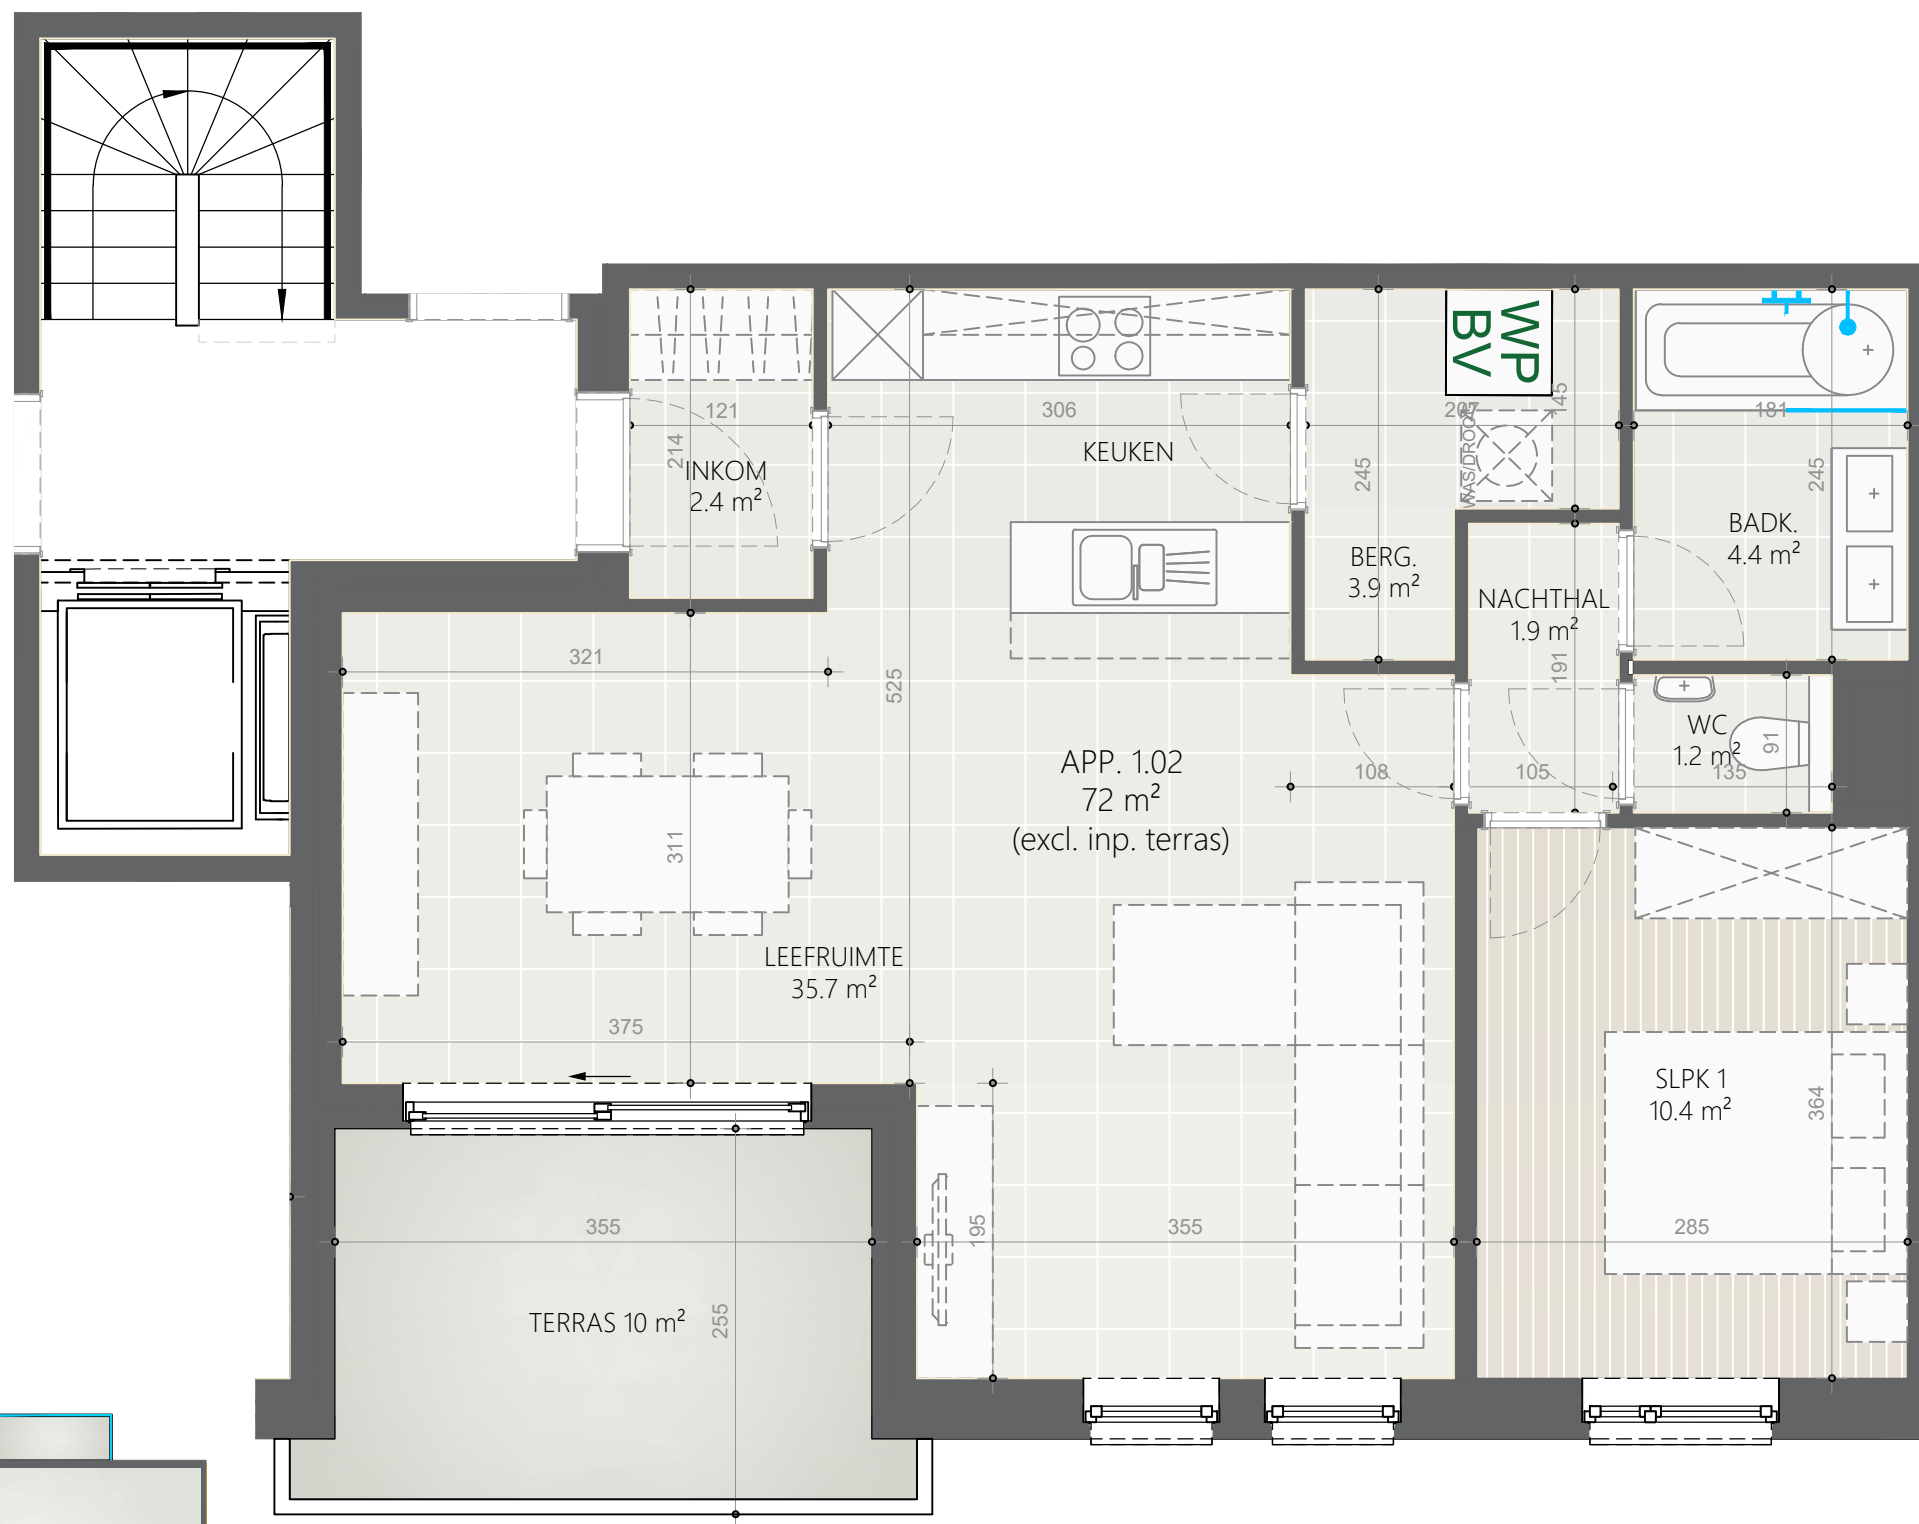 WP
BV
121
306
207
145
181
214
INKOM
2.4 m²
KEUKEN
245
WAS/DROOG
245
BADK.
4.4 m²
BERG.
3.9 m²
NACHTHAL
1.9 m²
191
321
525
WC
1.2 m²
91
135
108
105
APP. 1.02
72 m²
(excl. inp. terras)
311
LEEFRUIMTE
35.7 m²
375
SLPK 1
10.4 m²
364
355
195
355
285
TERRAS 10 m²
255